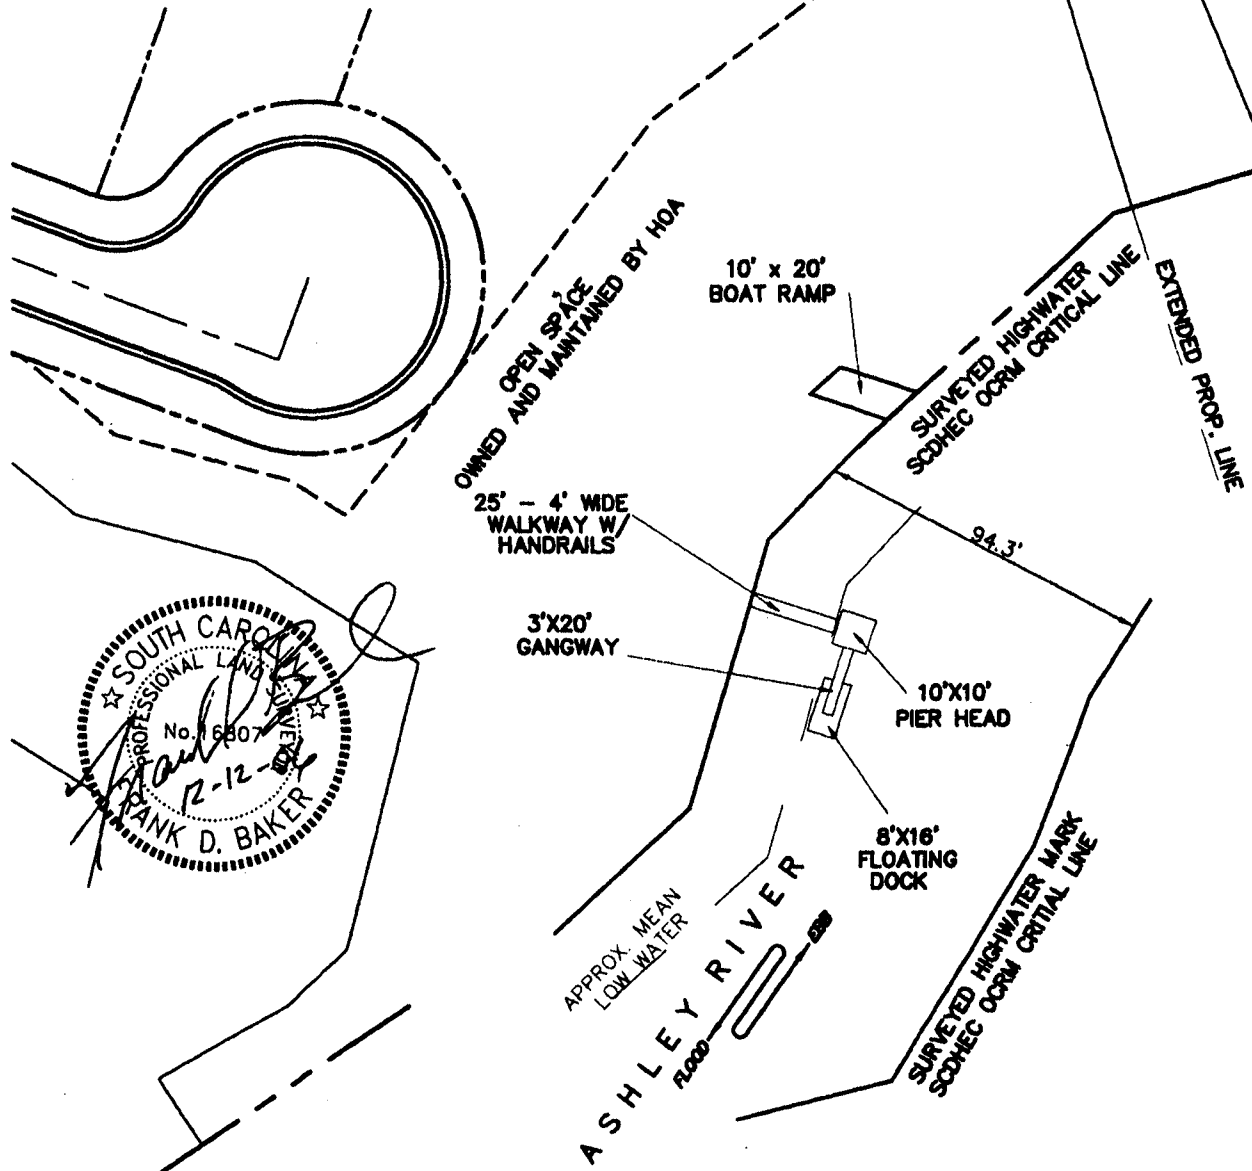 10' x 20'
BOAT RAMP
OPEN SPACE
OWNED AND MAINTAINED BY HOA
SURVEYED HIGHWATER
SCDHEC OCRM CRITICAL LINE
EXTENDED PROP. LINE
25' - 4' WIDE
WALKWAY W/
HANDRAILS
94.3'
3'X20'
GANGWAY
10'X10'
PIER HEAD
8'X16'
FLOATING
DOCK
SOUTH CAROLINA
PROFESSIONAL LAND SURVEYOR
No. 16807
FRANK D. BAKER
APPROX. MEAN
LOW WATER
ASHLEY RIVER
FLOOD
EBB
SURVEYED HIGHWATER MARK
SCDHEC OCRM CRITIAL LINE